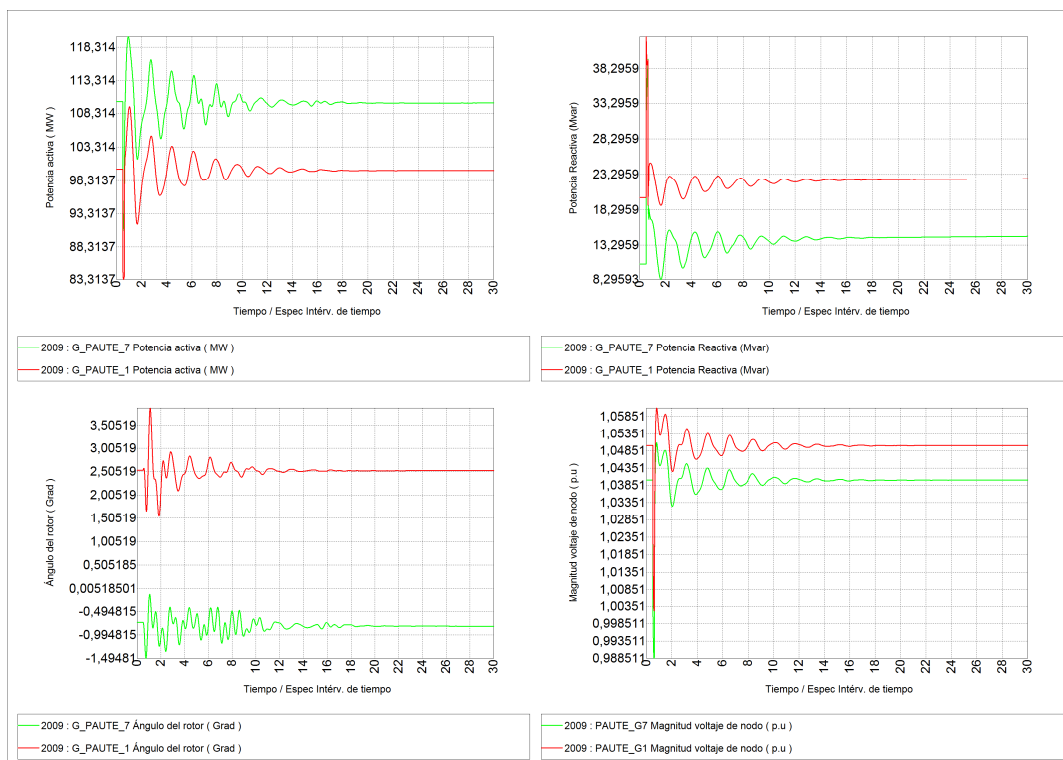 118,314
113,314
108,314
103,314
98,3137
93,3137
88,3137
83,3137
Potencia activa ( MW )
0 2 4 6 8 10 12 14 16 18 20 22 24 26 28 30
Tiempo / Espec Intérv. de tiempo
2009 : G_PAUTE_7 Potencia activa ( MW )
2009 : G_PAUTE_1 Potencia activa ( MW )
38,2959
33,2959
28,2959
23,2959
18,2959
13,2959
8,29593
Potencia Reactiva (Mvar)
0 2 4 6 8 10 12 14 16 18 20 22 24 26 28 30
Tiempo / Espec Intérv. de tiempo
2009 : G_PAUTE_7 Potencia Reactiva (Mvar)
2009 : G_PAUTE_1 Potencia Reactiva (Mvar)
3,50519
3,00519
2,50519
2,00519
1,50519
1,00519
0,505185
0,00518501
-0,494815
-0,994815
-1,49481
Ángulo del rotor ( Grad )
0 2 4 6 8 10 12 14 16 18 20 22 24 26 28 30
Tiempo / Espec Intérv. de tiempo
2009 : G_PAUTE_7 Ángulo del rotor ( Grad )
2009 : G_PAUTE_1 Ángulo del rotor ( Grad )
1,05851
1,05351
1,04851
1,04351
1,03851
1,03351
1,02851
1,02351
1,01851
1,01351
1,00851
1,00351
0,998511
0,993511
0,988511
Magnitud voltaje de nodo ( p.u )
0 2 4 6 8 10 12 14 16 18 20 22 24 26 28 30
Tiempo / Espec Intérv. de tiempo
2009 : PAUTE_G7 Magnitud voltaje de nodo ( p.u )
2009 : PAUTE_G1 Magnitud voltaje de nodo ( p.u )